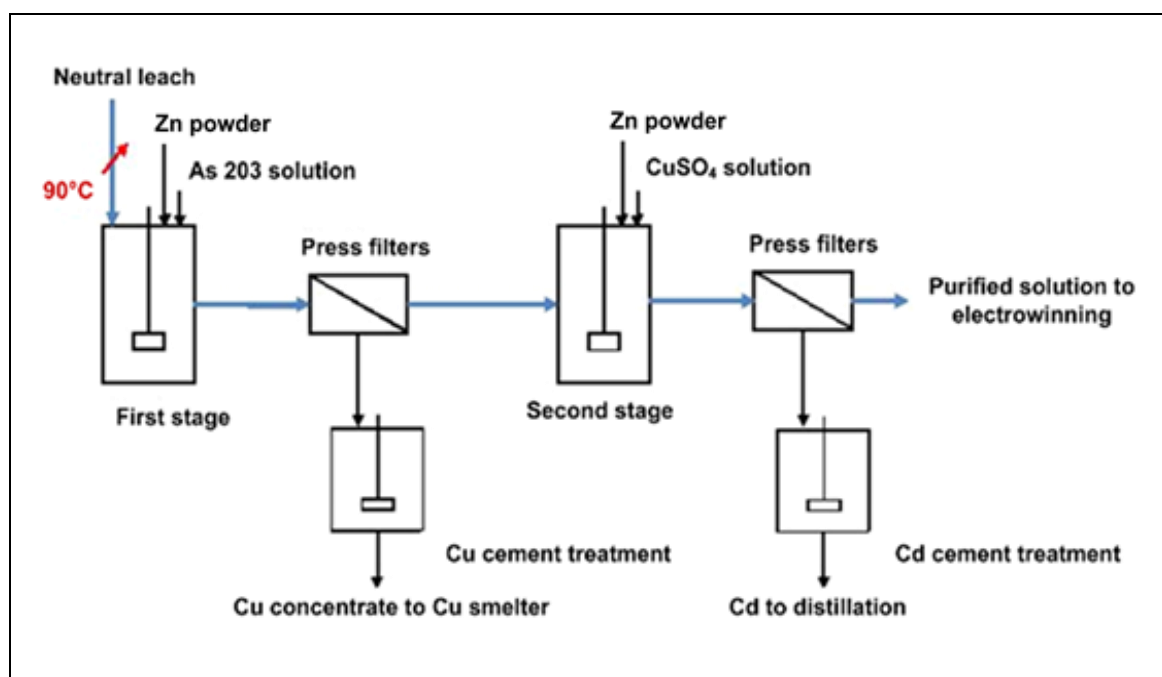 Neutral leach
Zn powder
As 203 solution
90°C
Zn powder
CuSO₄ solution
Press filters
Press filters
Purified solution to
electrowinning
First stage
Second stage
Cu cement treatment
Cd cement treatment
Cu concentrate to Cu smelter
Cd to distillation